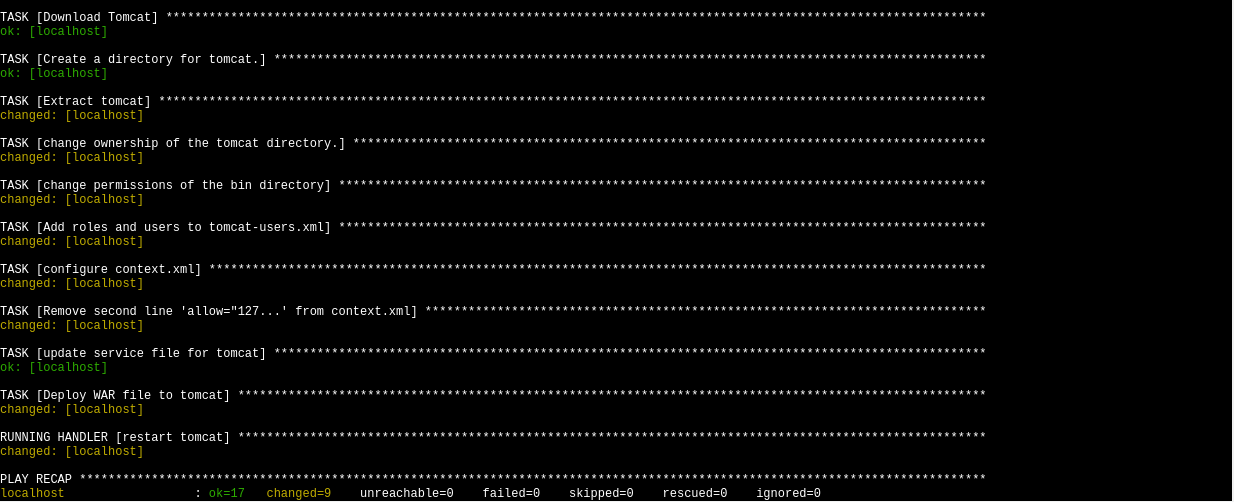 TASK [Download Tomcat] ******************************************************************************************************************
ok: [localhost]
TASK [Create a directory for tomcat.] ***************************************************************************************************
ok: [localhost]
TASK [Extract tomcat] *******************************************************************************************************************
changed: [localhost]
TASK [change ownership of the tomcat directory.] ****************************************************************************************
changed: [localhost]
TASK [change permissions of the bin directory] ******************************************************************************************
changed: [localhost]
TASK [Add roles and users to tomcat-users.xml] ******************************************************************************************
changed: [localhost]
TASK [configure context.xml] ************************************************************************************************************
changed: [localhost]
TASK [Remove second line 'allow="127...' from context.xml] ******************************************************************************
changed: [localhost]
TASK [update service file for tomcat] ***************************************************************************************************
ok: [localhost]
TASK [Deploy WAR file to tomcat] ********************************************************************************************************
changed: [localhost]
RUNNING HANDLER [restart tomcat] ********************************************************************************************************
changed: [localhost]
PLAY RECAP ******************************************************************************************************************************
localhost                  : ok=17   changed=9    unreachable=0    failed=0    skipped=0    rescued=0    ignored=0